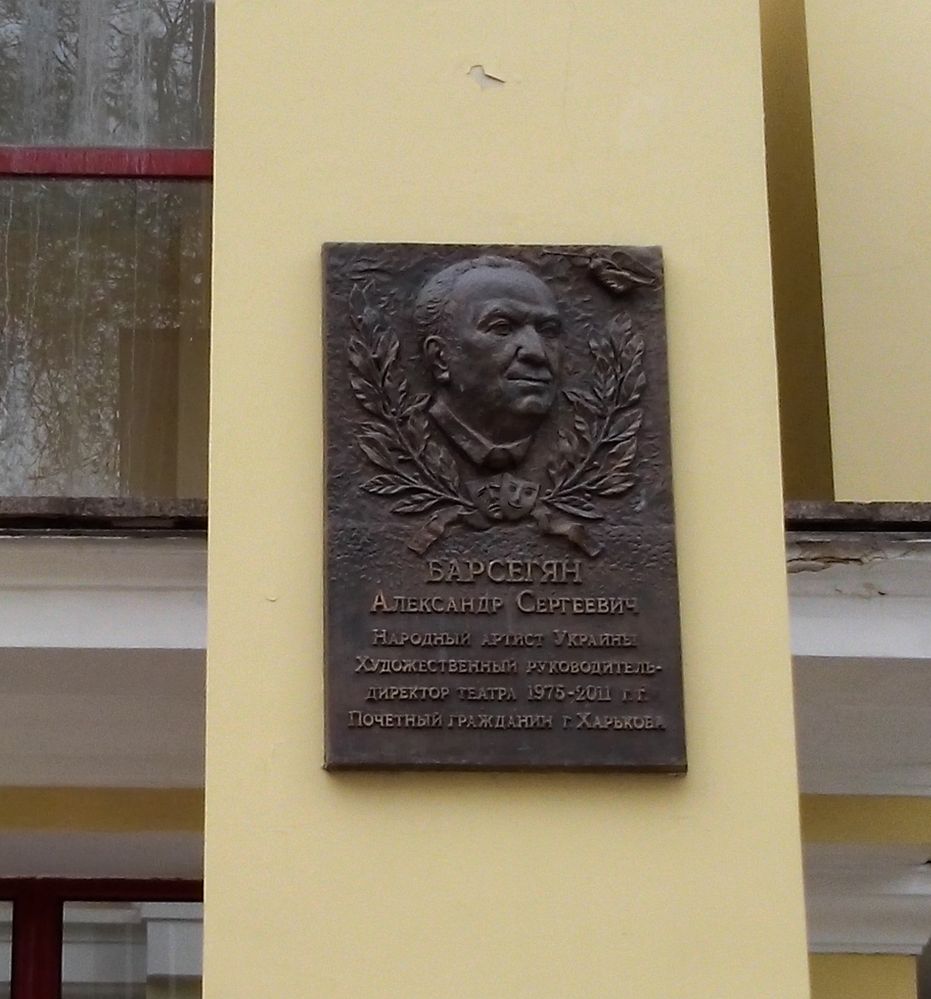 БАРСЕГЯН
АЛЕКСАНДР СЕРГЕЕВИЧ
НАРОДНЫЙ АРТИСТ УКРАИНЫ
ХУДОЖЕСТВЕННЫЙ РУКОВОДИТЕЛЬ-
ДИРЕКТОР ТЕАТРА 1975-2011 г.г.
ПОЧЕТНЫЙ ГРАЖДАНИН г. ХАРЬКОВА